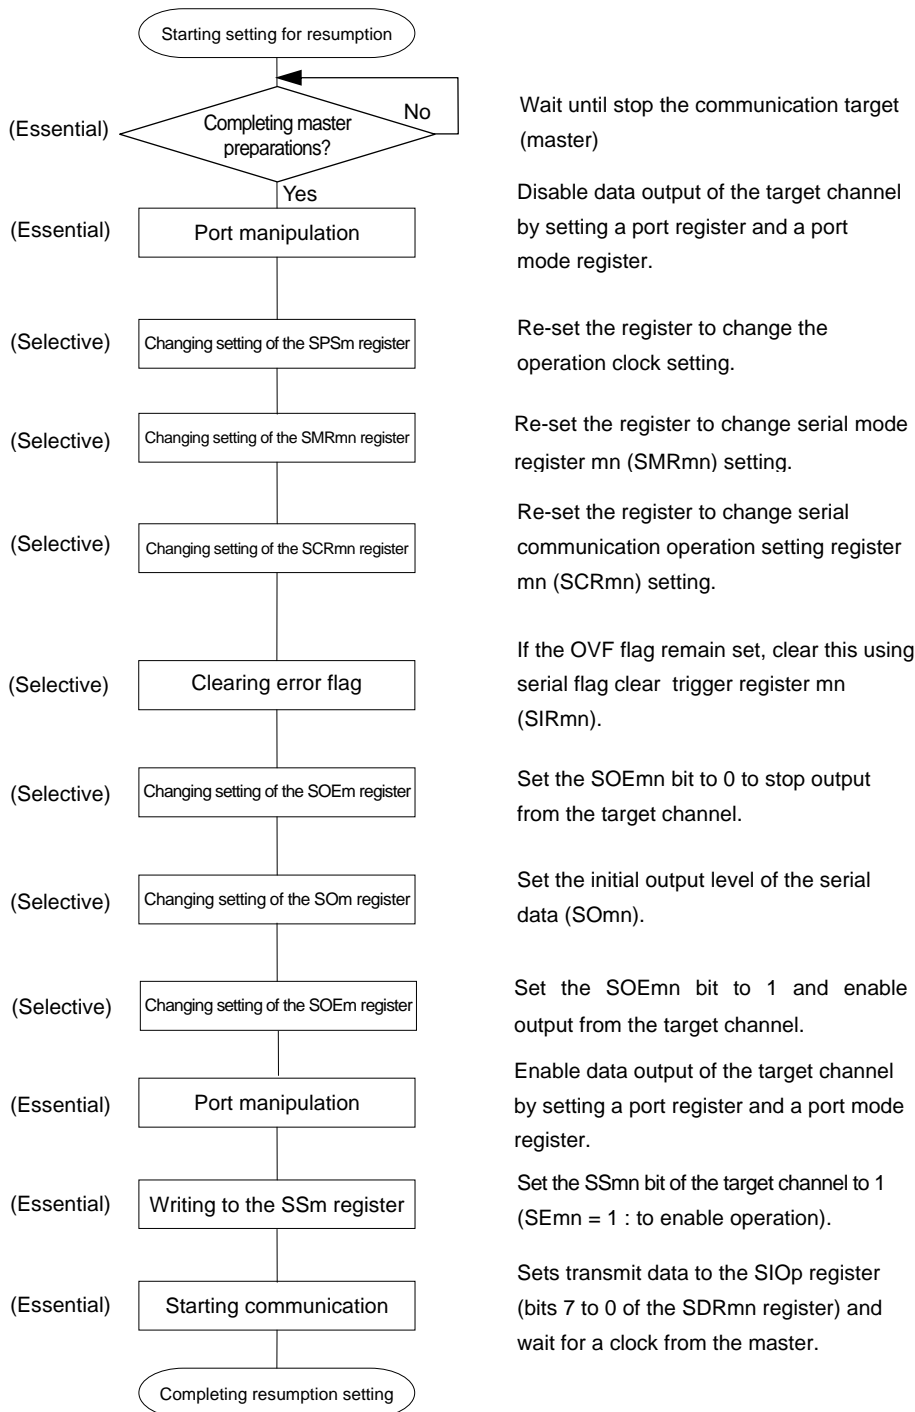 Starting setting for resumption
No
Wait until stop the communication target
(Essential)
Completing master
preparations?
(master)
Yes
Disable data output of the target channel
(Essential)
Port manipulation
by setting a port register and a port
mode register.
(Selective)
Changing setting of the SPSm register
Re-set the register to change the
operation clock setting.
(Selective)
Changing setting of the SMRmn register
Re-set the register to change serial mode
register mn (SMRmn) setting.
(Selective)
Changing setting of the SCRmn register
Re-set the register to change serial
communication operation setting register
mn (SCRmn) setting.
(Selective)
Clearing error flag
If the OVF flag remain set, clear this using
serial flag clear trigger register mn
(SIRmn).
(Selective)
Changing setting of the SOEm register
Set the SOEmn bit to 0 to stop output
from the target channel.
(Selective)
Changing setting of the SOm register
Set the initial output level of the serial
data (SOmn).
(Selective)
Changing setting of the SOEm register
Set the SOEmn bit to 1 and enable
output from the target channel.
(Essential)
Port manipulation
Enable data output of the target channel
by setting a port register and a port mode
register.
(Essential)
Writing to the SSm register
Set the SSmn bit of the target channel to 1
(SEmn = 1 : to enable operation).
(Essential)
Starting communication
Sets transmit data to the SIOp register
(bits 7 to 0 of the SDRmn register) and
wait for a clock from the master.
Completing resumption setting